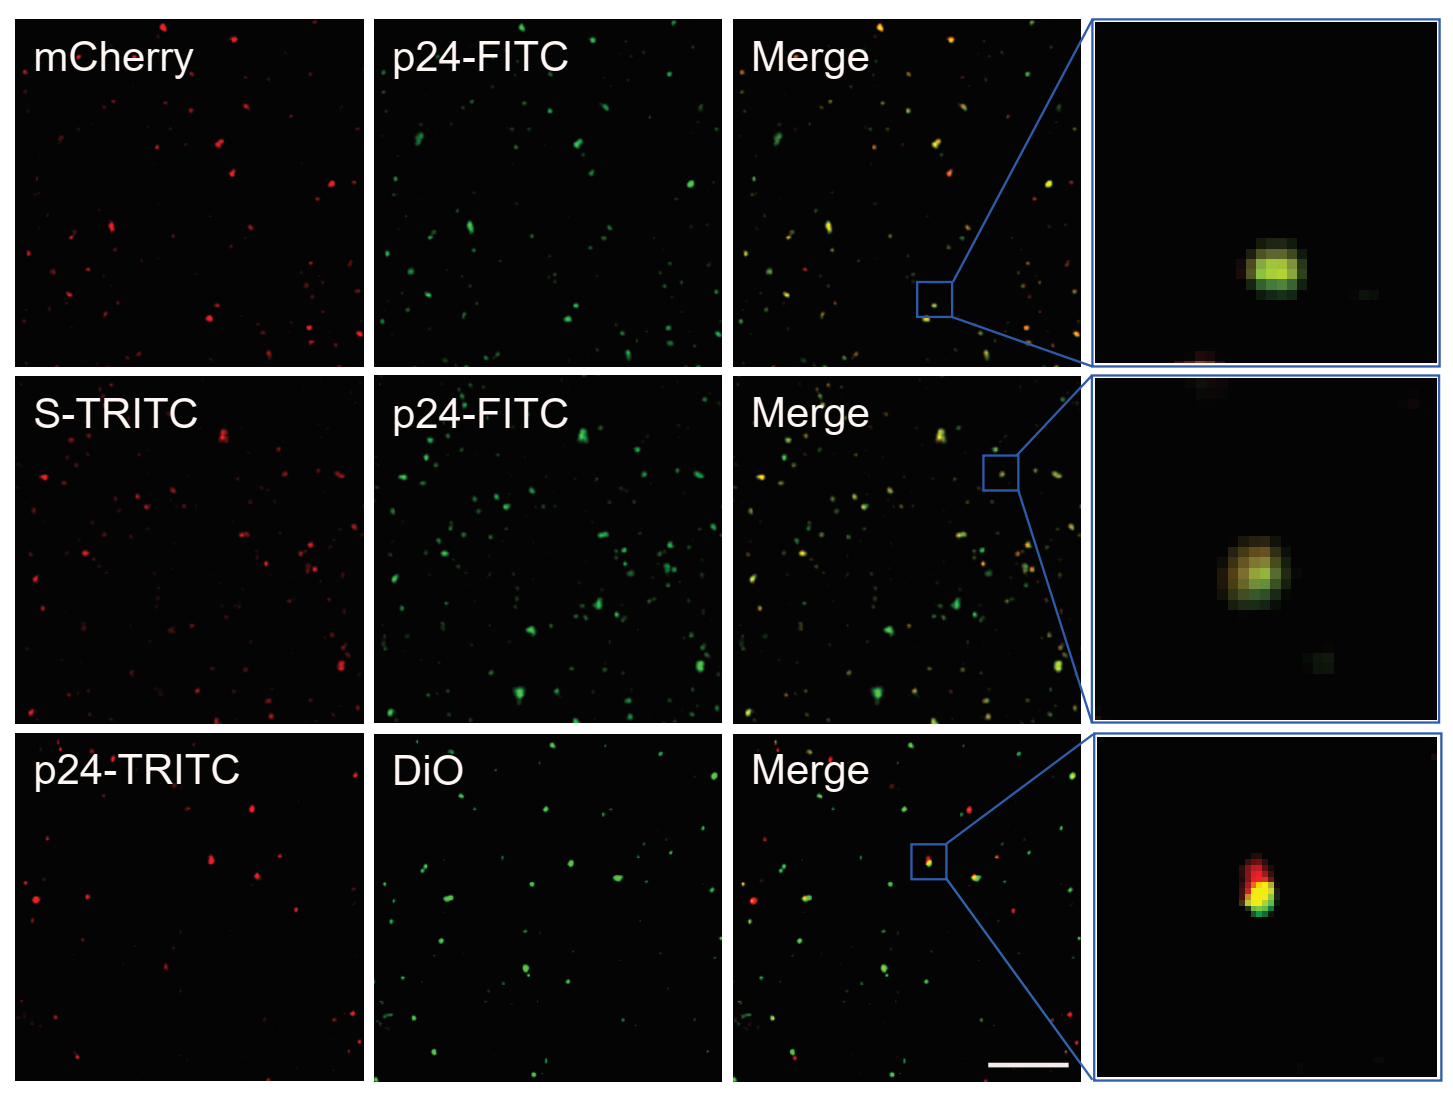 mCherry
p24-FITC
Merge
S-TRITC
p24-FITC
Merge
p24-TRITC
DiO
Merge